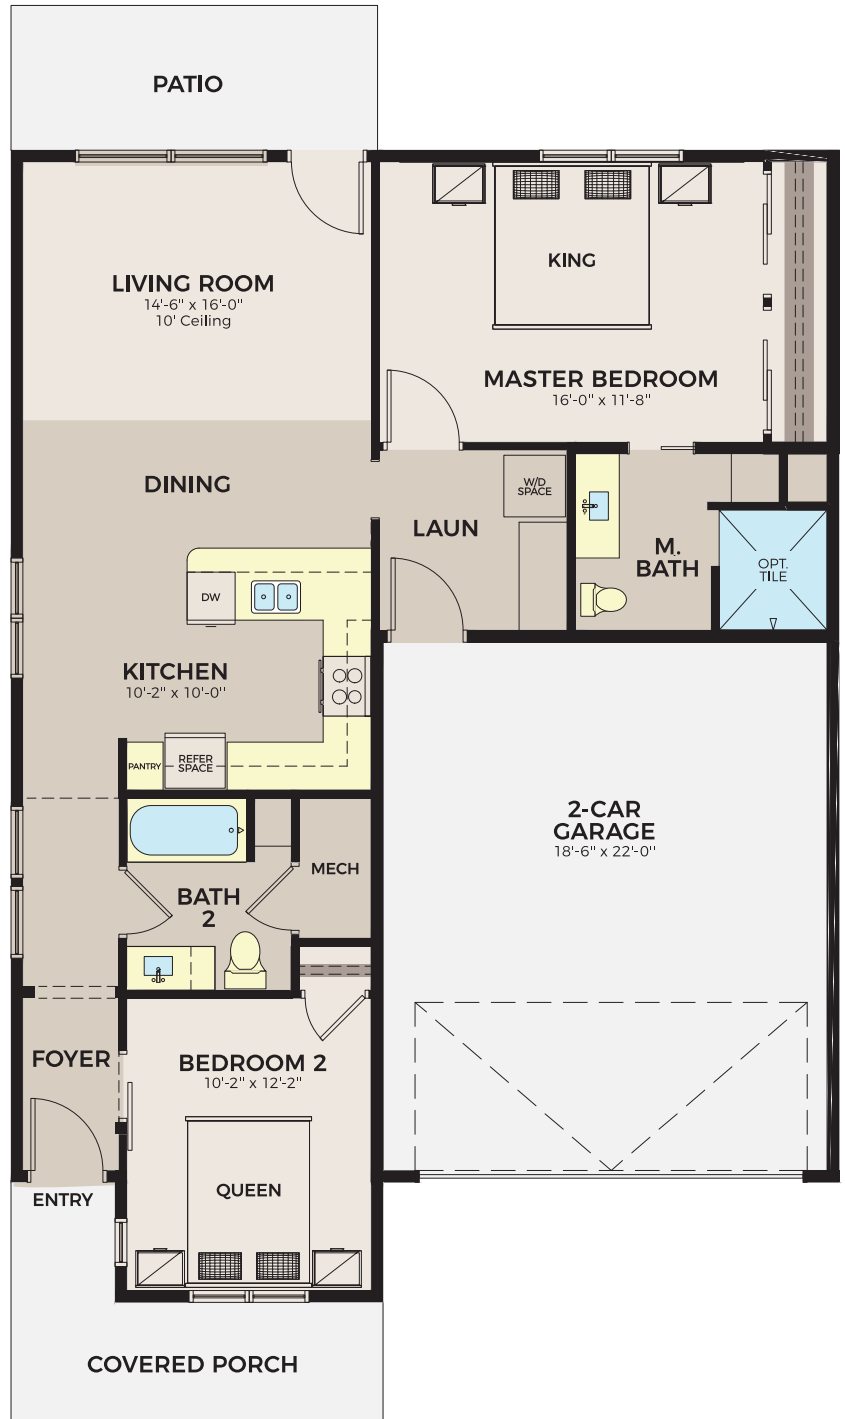 PATIO
LIVING ROOM
14'-6" x 16'-0"
10' Ceiling
KING
MASTER BEDROOM
16'-0" x 11'-8"
DINING
LAUN
W/D
SPACE
M.
BATH
OPT.
TILE
DW
KITCHEN
10'-2" x 10'-0"
PANTRY
REFER
SPACE
2-CAR
GARAGE
18'-6" x 22'-0"
MECH
BATH
2
FOYER
BEDROOM 2
10'-2" x 12'-2"
QUEEN
ENTRY
COVERED PORCH